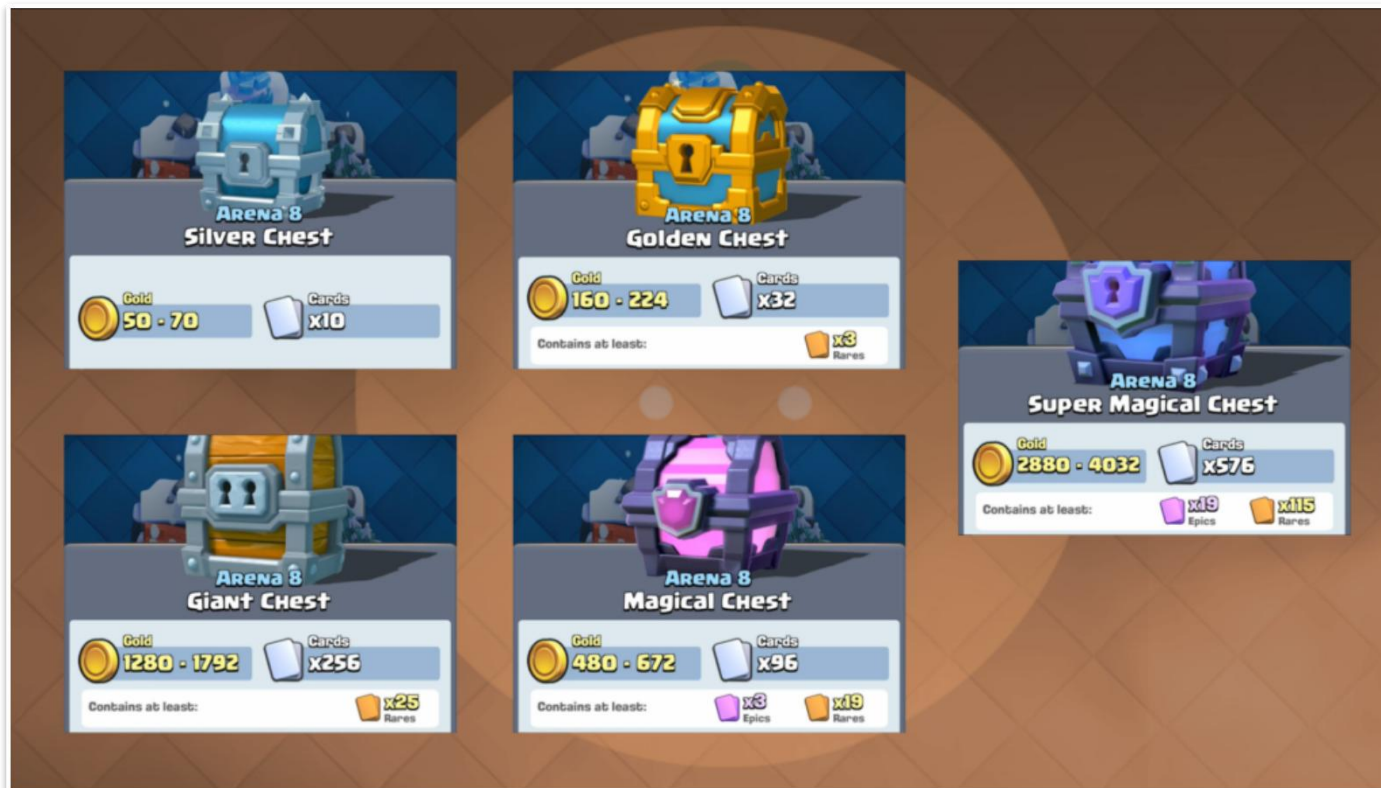 Arena 8
Silver Chest
Gold
50 - 70
Cards
x10
Arena 8
Golden Chest
Gold
160 - 224
Cards
x32
Contains at least:
x3
Rares
Arena 8
Giant Chest
Gold
1280 - 1792
Cards
x256
Contains at least:
x25
Rares
Arena 8
Magical Chest
Gold
480 - 672
Cards
x96
Contains at least:
x3
Epics
x19
Rares
Arena 8
Super Magical Chest
Gold
2880 - 4032
Cards
x576
Contains at least:
x19
Epics
x115
Rares